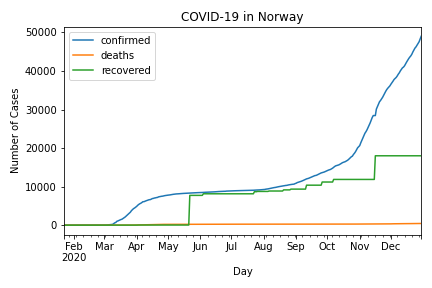 COVID-19 in Norway
confirmed
deaths
recovered
Number of Cases
50000
40000
30000
20000
10000
0
Feb Mar Apr May Jun Jul Aug Sep Oct Nov Dec
2020
Day